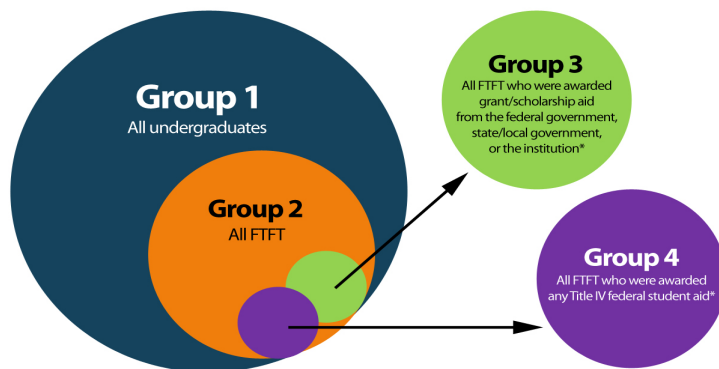 Group 1
All undergraduates
Group 2
All FTFT
Group 3
All FTFT who were awarded
grant/scholarship aid
from the federal government,
state/local government,
or the institution*
Group 4
All FTFT who were awarded
any Title IV federal student aid*